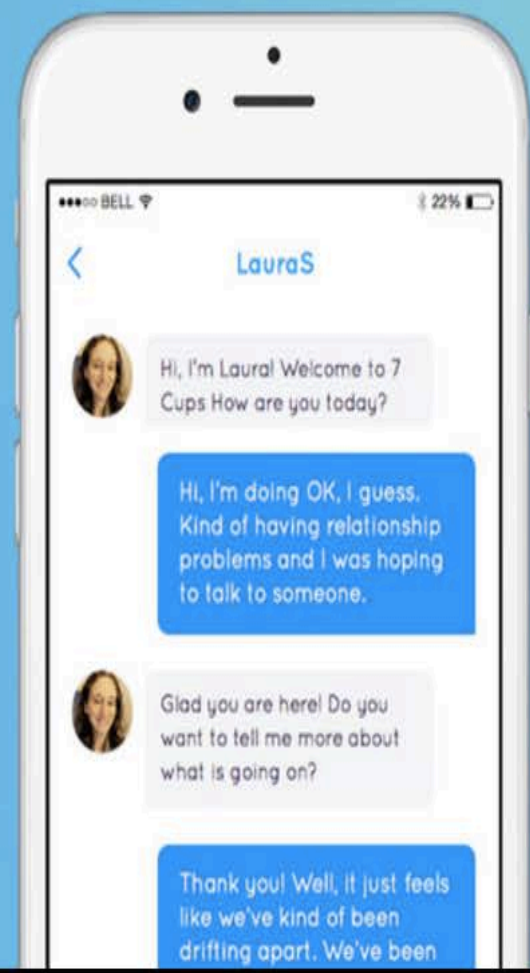 BELL 22%
LauraS
Hi, I'm Laura! Welcome to 7
Cups How are you today?
Hi, I'm doing OK, I guess.
Kind of having relationship
problems and I was hoping
to talk to someone.
Glad you are here! Do you
want to tell me more about
what is going on?
Thank you! Well, it just feels
like we've kind of been
drifting apart. We've been